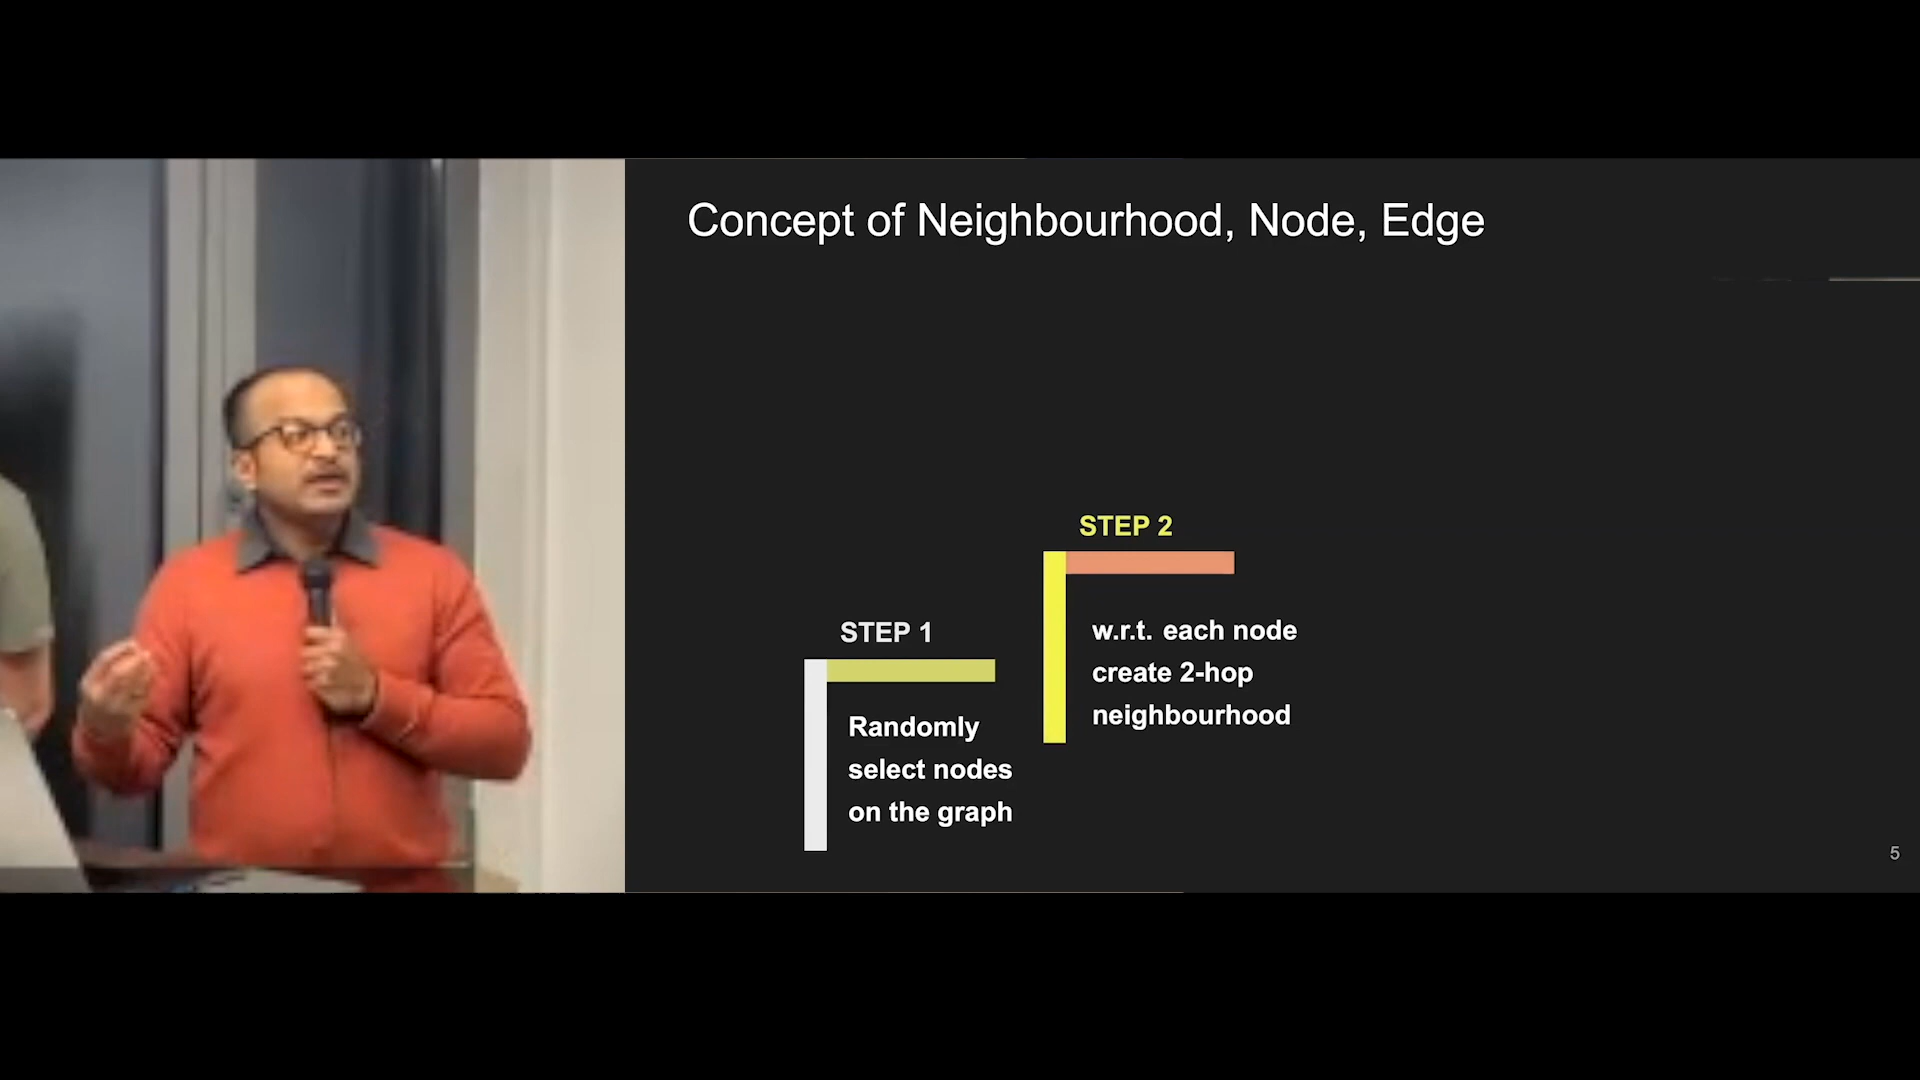 Concept of Neighbourhood, Node, Edge
STEP 1
Randomly
select nodes
on the graph
STEP 2
w.r.t. each node
create 2-hop
neighbourhood
5